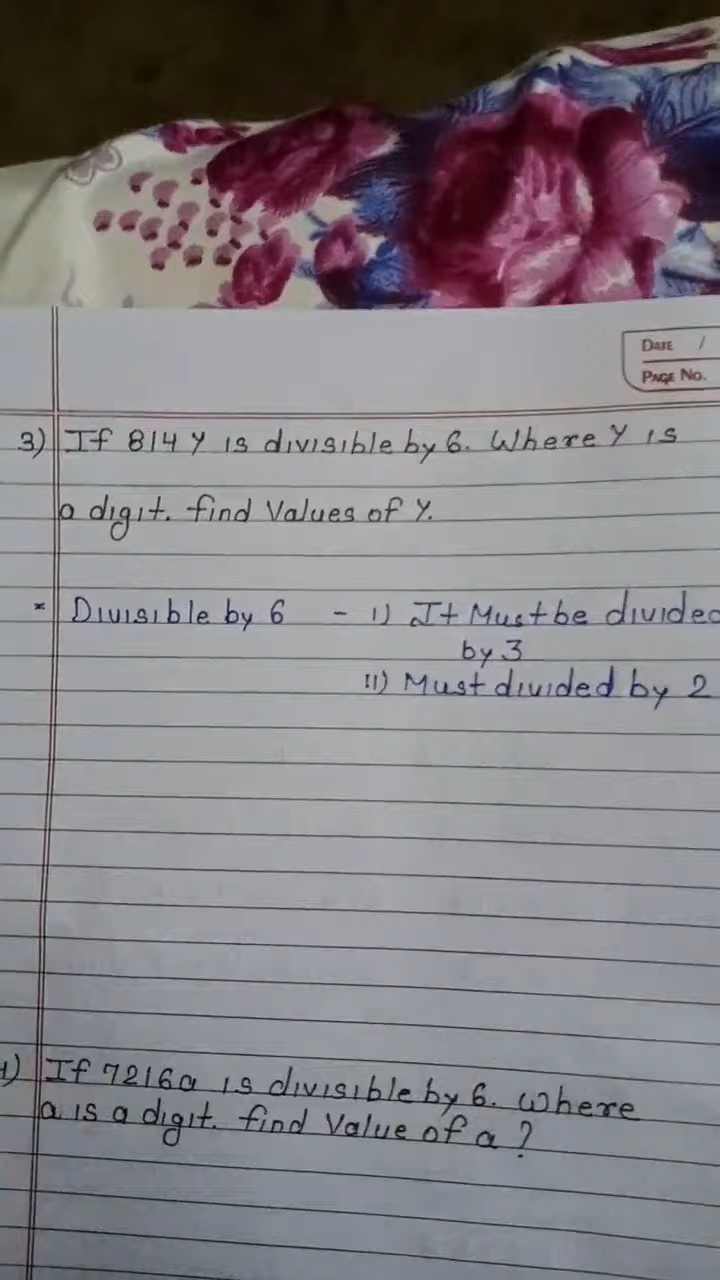 DATE /
PAGE No.
3) If 814Y is divisible by 6. Where Y is
a digit. find Values of Y.
* Divisible by 6 - i) It Must be divided
by 3
ii) Must divided by 2
If 7216a is divisible by 6. Where
a is a digit. find Value of a ?